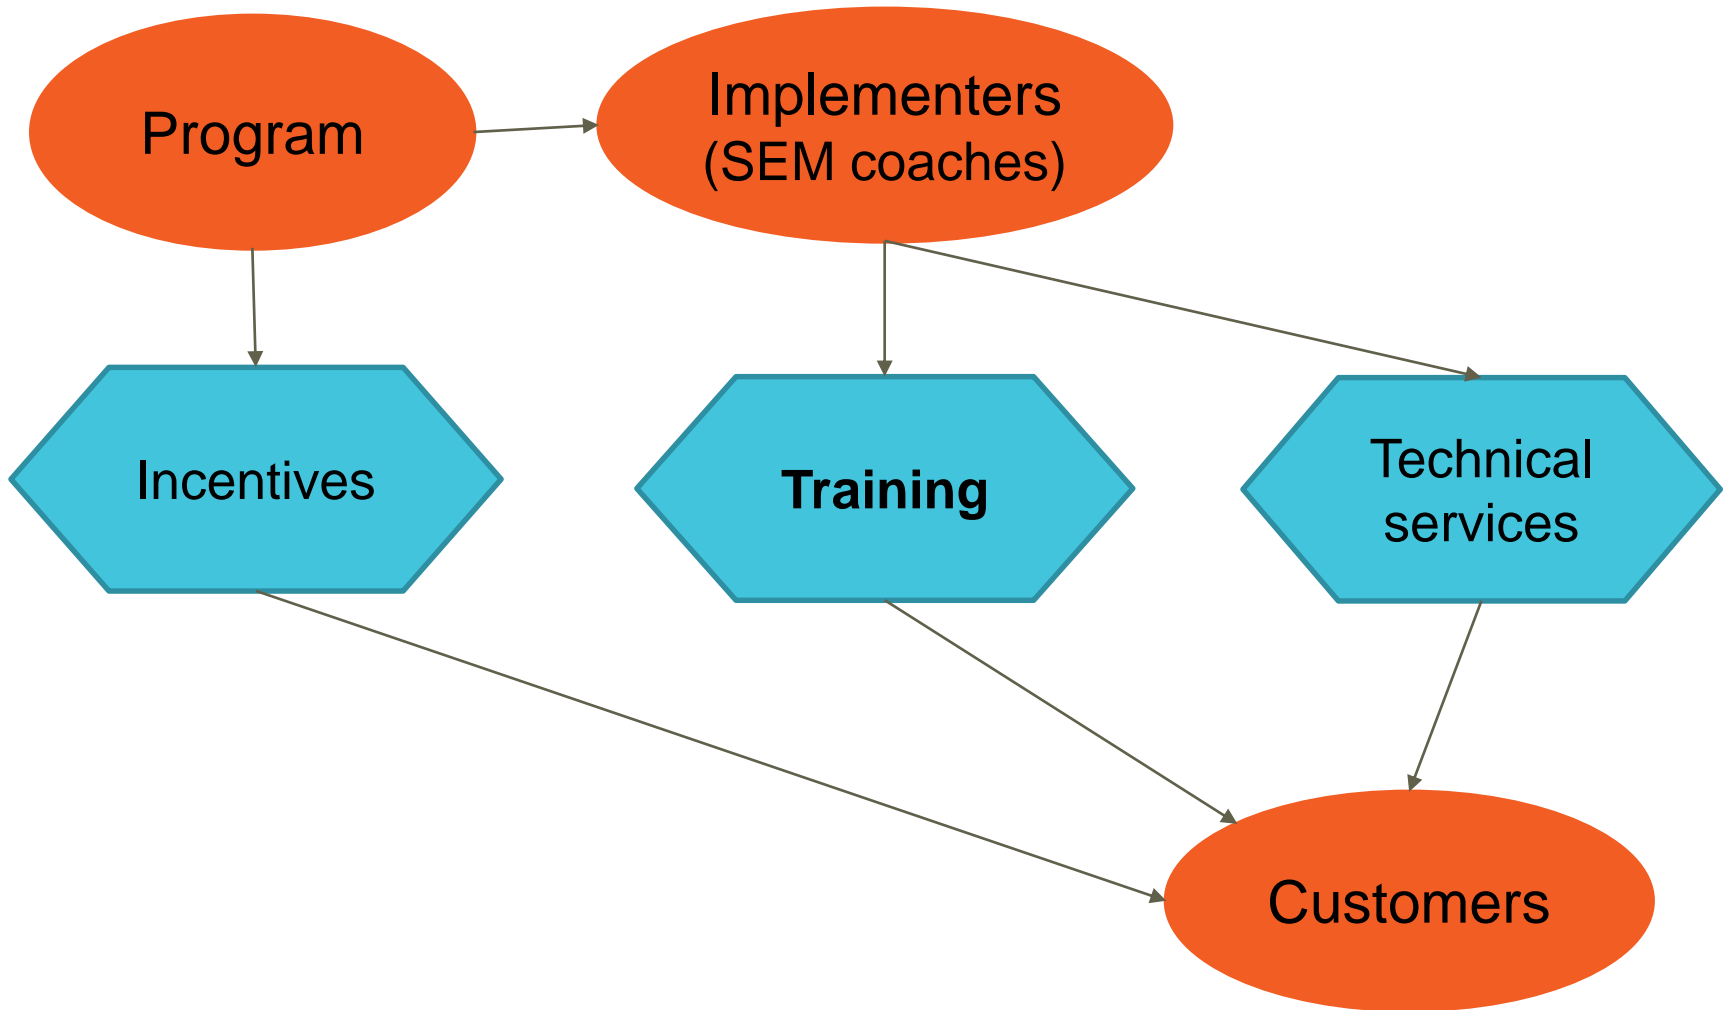 Program
Implementers
(SEM coaches)
Incentives
Training
Technical
services
Customers